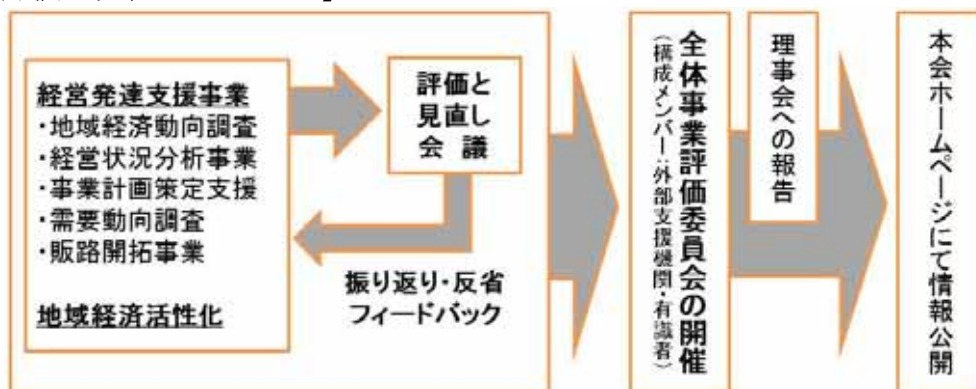 経営発達支援事業
・地域経済動向調査
・経営状況分析事業
・事業計画策定支援
・需要動向調査
・販路開拓事業
地域経済活性化
評価と
見直し
会議
振り返り・反省
フィードバック
全体事業評価委員会の開催
(構成メンバー:外部支援機関・有識者)
理事会への報告
本会ホームページにて情報公開